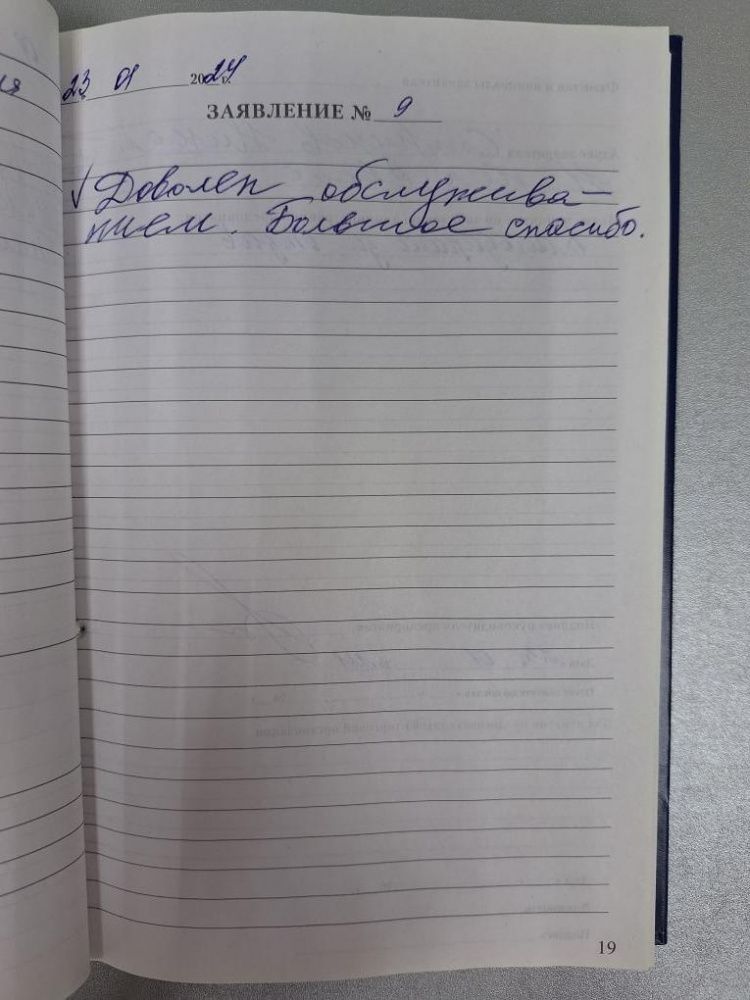 23 01 2024 г.
ЗАЯВЛЕНИЕ № 9
Доволен обслужива-
нием. Большое спасибо.
19